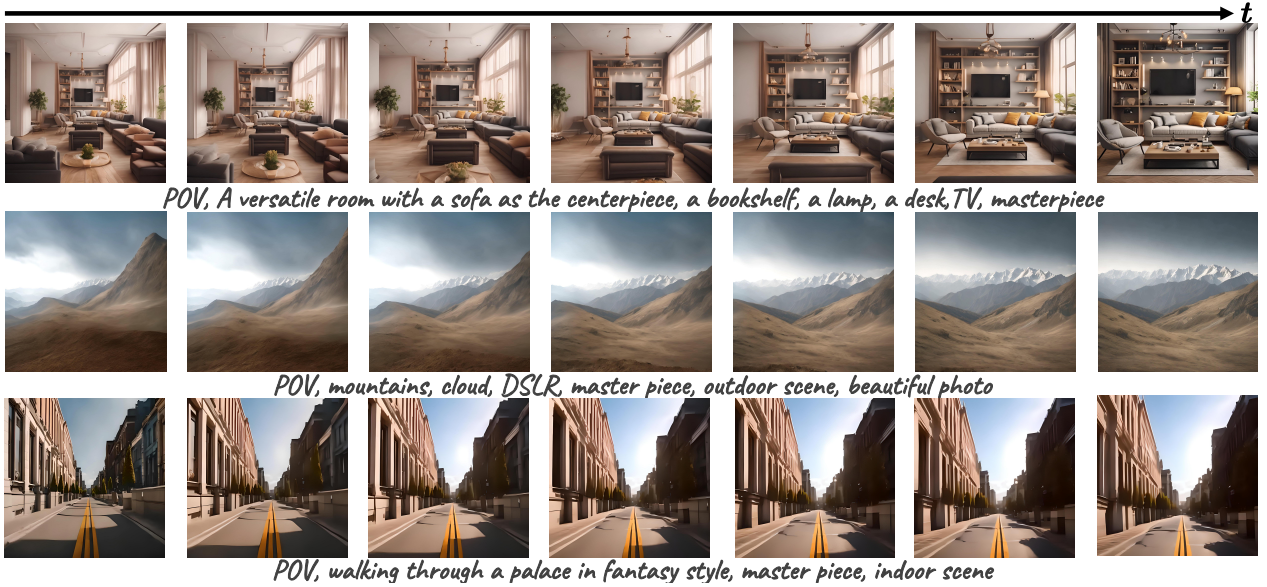 t
POV, A versatile room with a sofa as the centerpiece, a bookshelf, a lamp, a desk,TV, masterpiece
POV, mountains, cloud, DSLR, master piece, outdoor scene, beautiful photo
POV, walking through a palace in fantasy style, master piece, indoor scene